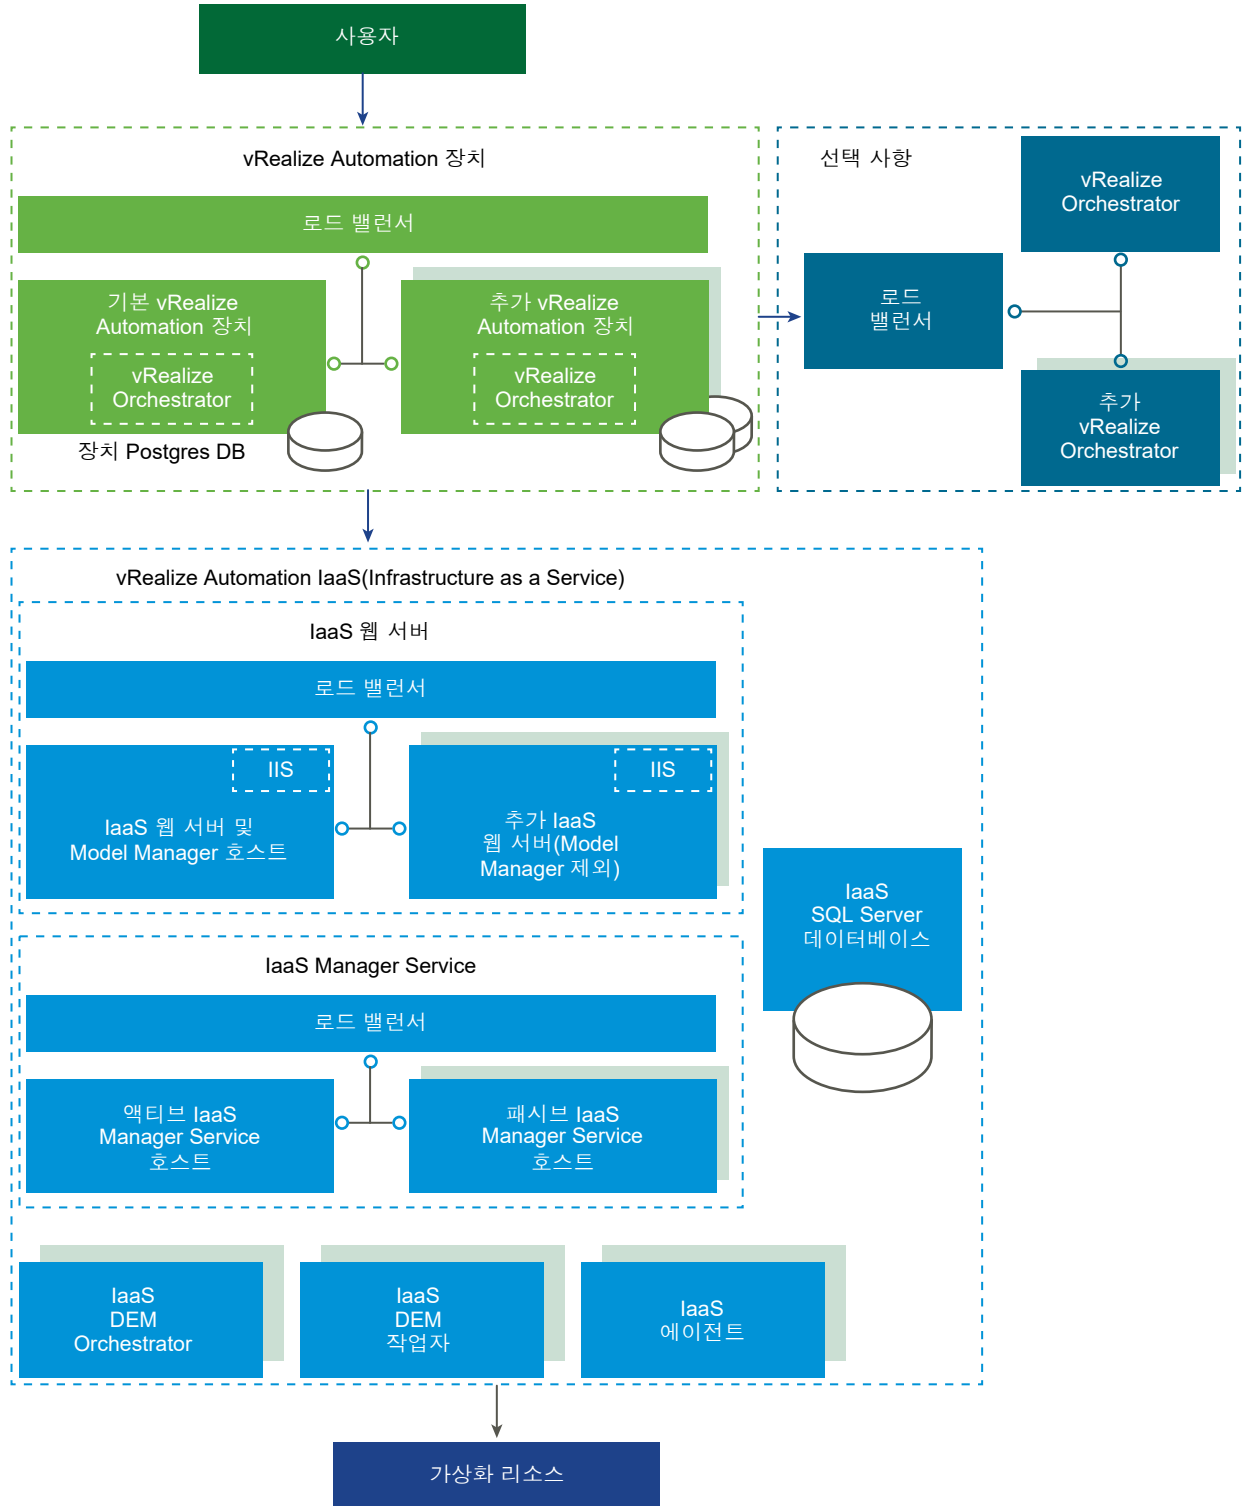 사용자
vRealize Automation 장치
로드 밸런서
기본 vRealize
Automation 장치
vRealize
Orchestrator
추가 vRealize
Automation 장치
vRealize
Orchestrator
장치 Postgres DB
선택 사항
vRealize
Orchestrator
로드
밸런서
추가
vRealize
Orchestrator
vRealize Automation IaaS(Infrastructure as a Service)
IaaS 웹 서버
로드 밸런서
IIS
IaaS 웹 서버 및
Model Manager 호스트
IIS
추가 IaaS
웹 서버(Model
Manager 제외)
IaaS
SQL Server
데이터베이스
IaaS Manager Service
로드 밸런서
액티브 IaaS
Manager Service
호스트
패시브 IaaS
Manager Service
호스트
IaaS
DEM
Orchestrator
IaaS
DEM
작업자
IaaS
에이전트
가상화 리소스